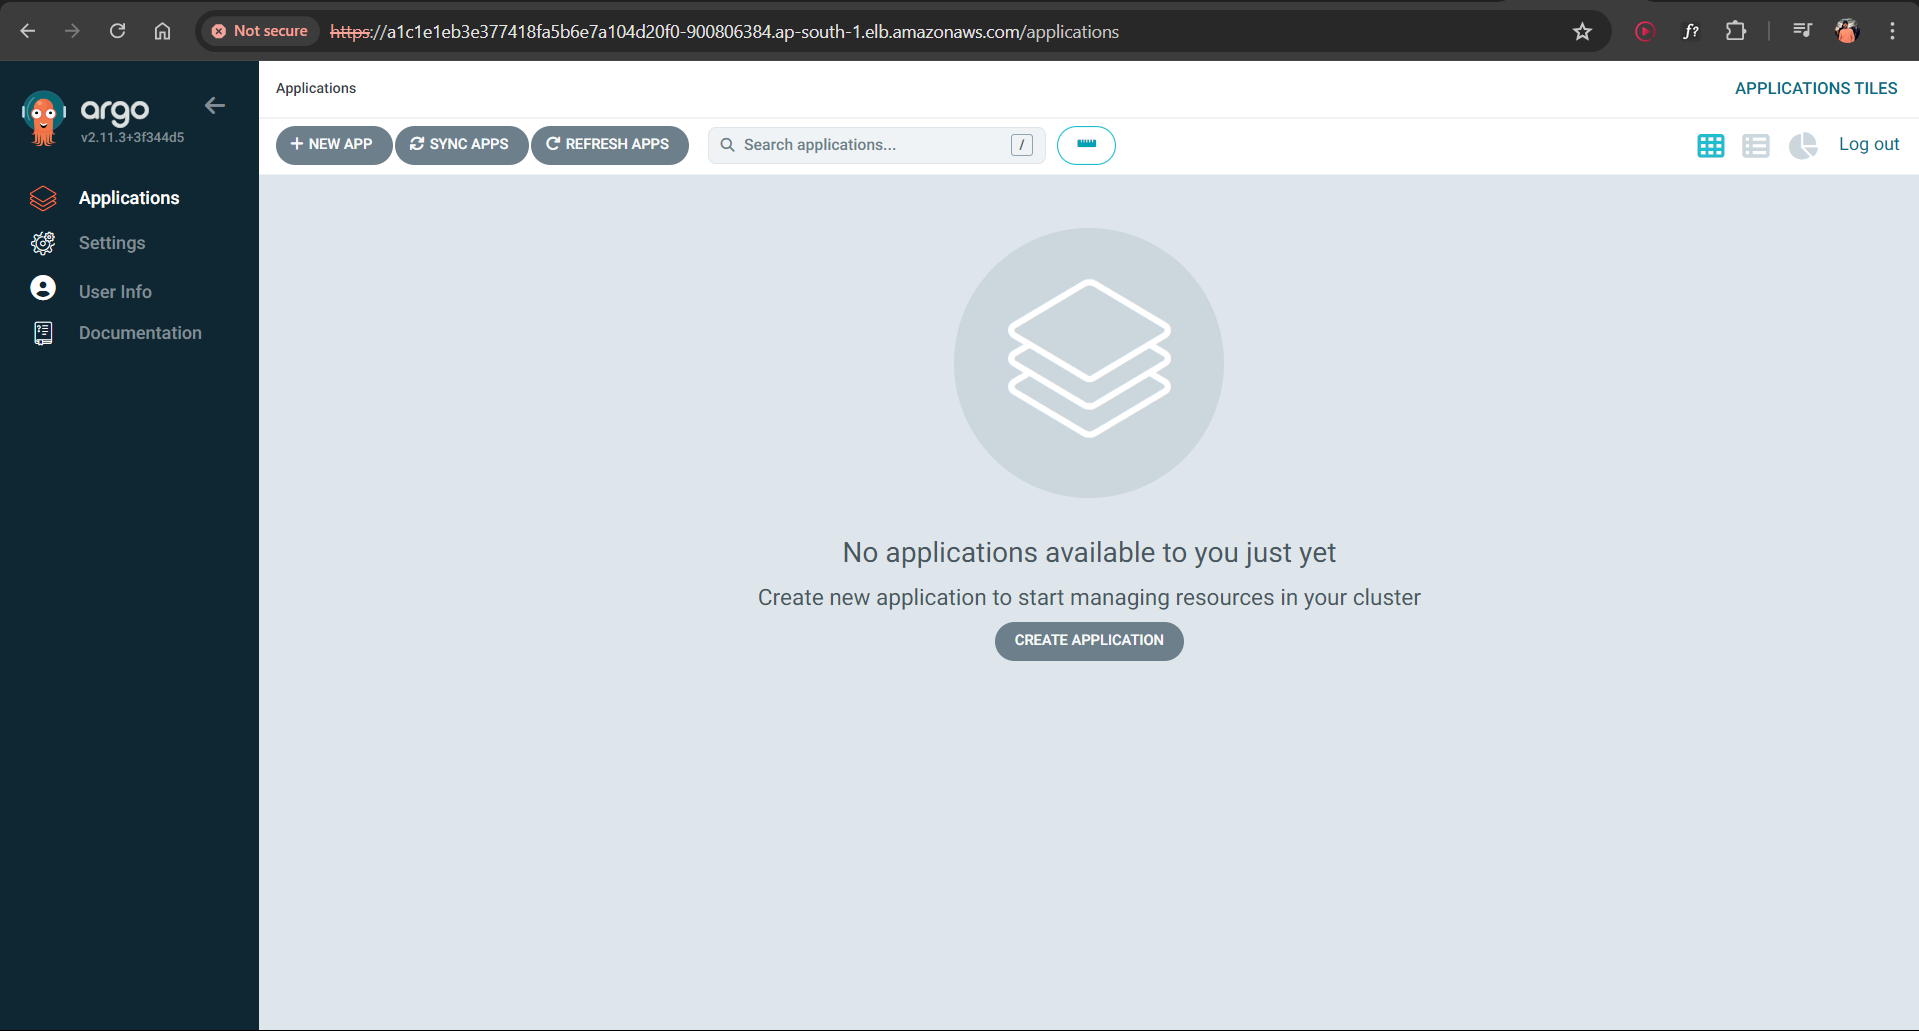 Not secure https://a1c1e1eb3e377418fa5b6e7a104d20f0-900806384.ap-south-1.elb.amazonaws.com/applications f?
argo
v2.11.3+3f344d5
Applications
Settings
User Info
Documentation
Applications APPLICATIONS TILES
+ NEW APP SYNC APPS REFRESH APPS Search applications... / Log out
No applications available to you just yet
Create new application to start managing resources in your cluster
CREATE APPLICATION